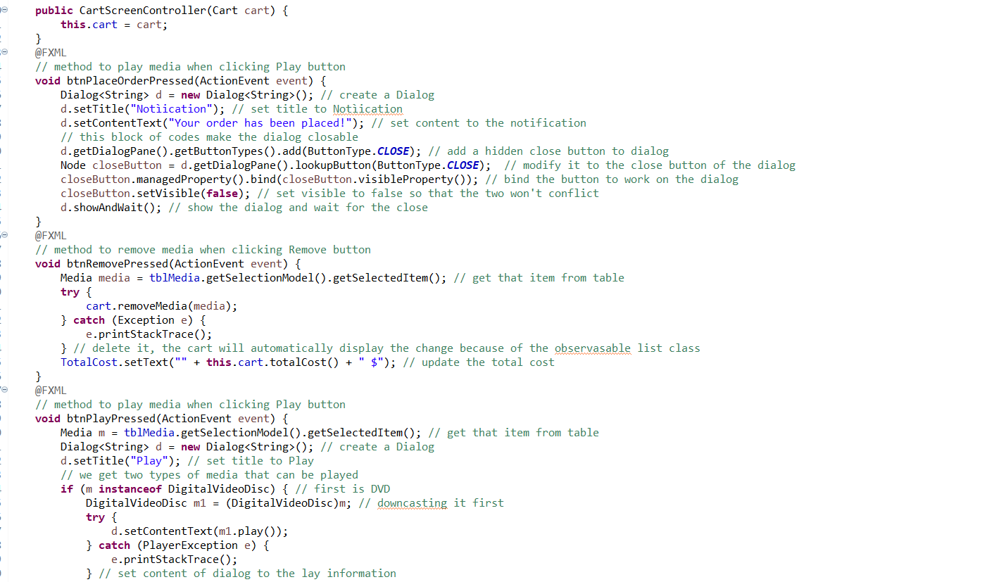 public CartScreenController(Cart cart) {
this.cart = cart;
}
@FXML
// method to play media when clicking Play button
void btnPlaceOrderPressed(ActionEvent event) {
Dialog<String> d = new Dialog<String>(); // create a Dialog
d.setTitle("Notìication"); // set title to Notìication
d.setContentText("Your order has been placed!"); // set content to the notification
// this block of codes make the dialog closable
d.getDialogPane().getButtonTypes().add(ButtonType.CLOSE); // add a hidden close button to dialog
Node closeButton = d.getDialogPane().lookupButton(ButtonType.CLOSE);  // modify it to the close button of the dialog
closeButton.managedProperty().bind(closeButton.visibleProperty()); // bind the button to work on the dialog
closeButton.setVisible(false); // set visible to false so that the two won't conflict
d.showAndWait(); // show the dialog and wait for the close
}
@FXML
// method to remove media when clicking Remove button
void btnRemovePressed(ActionEvent event) {
Media media = tblMedia.getSelectionModel().getSelectedItem(); // get that item from table
try {
cart.removeMedia(media);
} catch (Exception e) {
e.printStackTrace();
} // delete it, the cart will automatically display the change because of the observasable list class
TotalCost.setText("" + this.cart.totalCost() + " $"); // update the total cost
}
@FXML
// method to play media when clicking Play button
void btnPlayPressed(ActionEvent event) {
Media m = tblMedia.getSelectionModel().getSelectedItem(); // get that item from table
Dialog<String> d = new Dialog<String>(); // create a Dialog
d.setTitle("Play"); // set title to Play
// we get two types of media that can be played
if (m instanceof DigitalVideoDisc) { // first is DVD
DigitalVideoDisc m1 = (DigitalVideoDisc)m; // downcasting it first
try {
d.setContentText(m1.play());
} catch (PlayerException e) {
e.printStackTrace();
} // set content of dialog to the lay information